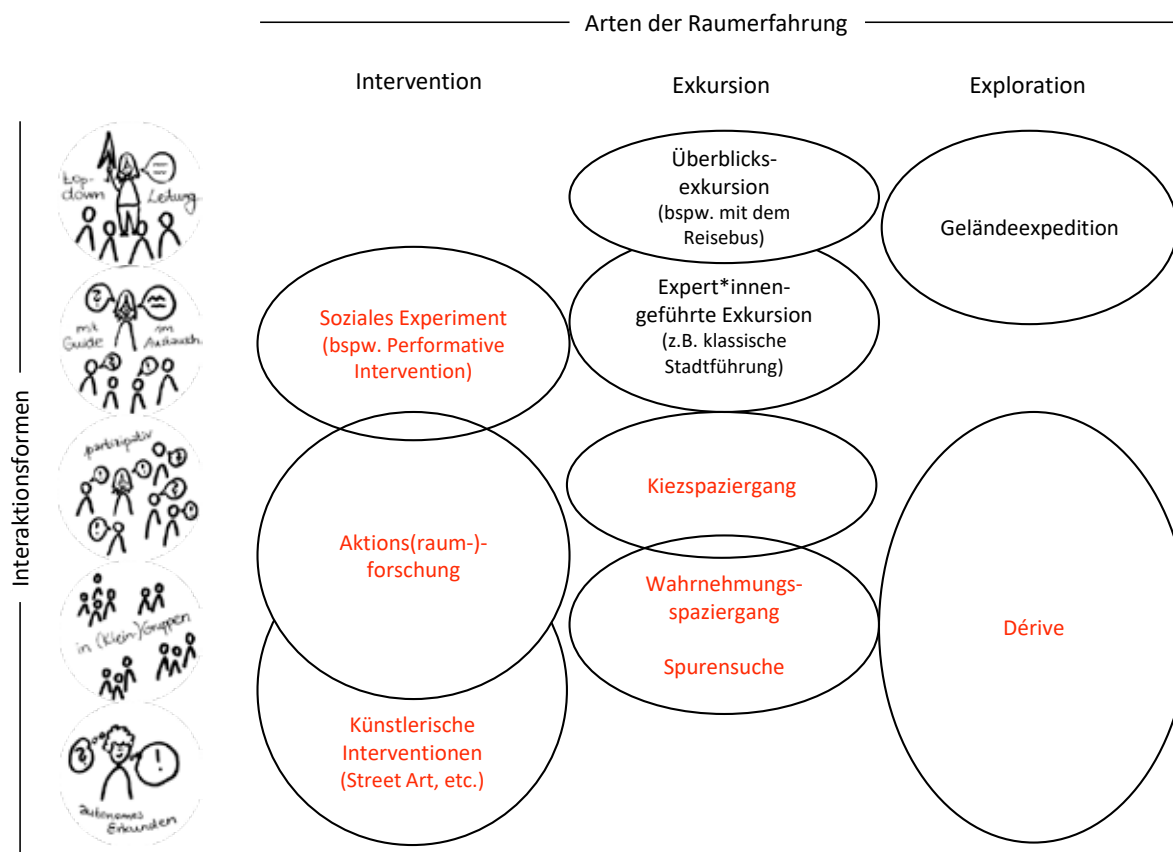 Arten der Raumerfahrung
Intervention
Exkursion
Exploration
Interaktionsformen
top-
down
Leitung
mit
Guide
im
Austausch
partizipativ
in (Klein-)Gruppen
autonomes
Erkunden
Überblicks-
exkursion
(bspw. mit dem
Reisebus)
Geländeexpedition
Soziales Experiment
(bspw. Performative
Intervention)
Expert*innen-
geführte Exkursion
(z.B. klassische
Stadtführung)
Kiezspaziergang
Aktions(raum-)-
forschung
Wahrnehmungs-
spaziergang
Spurensuche
Dérive
Künstlerische
Interventionen
(Street Art, etc.)